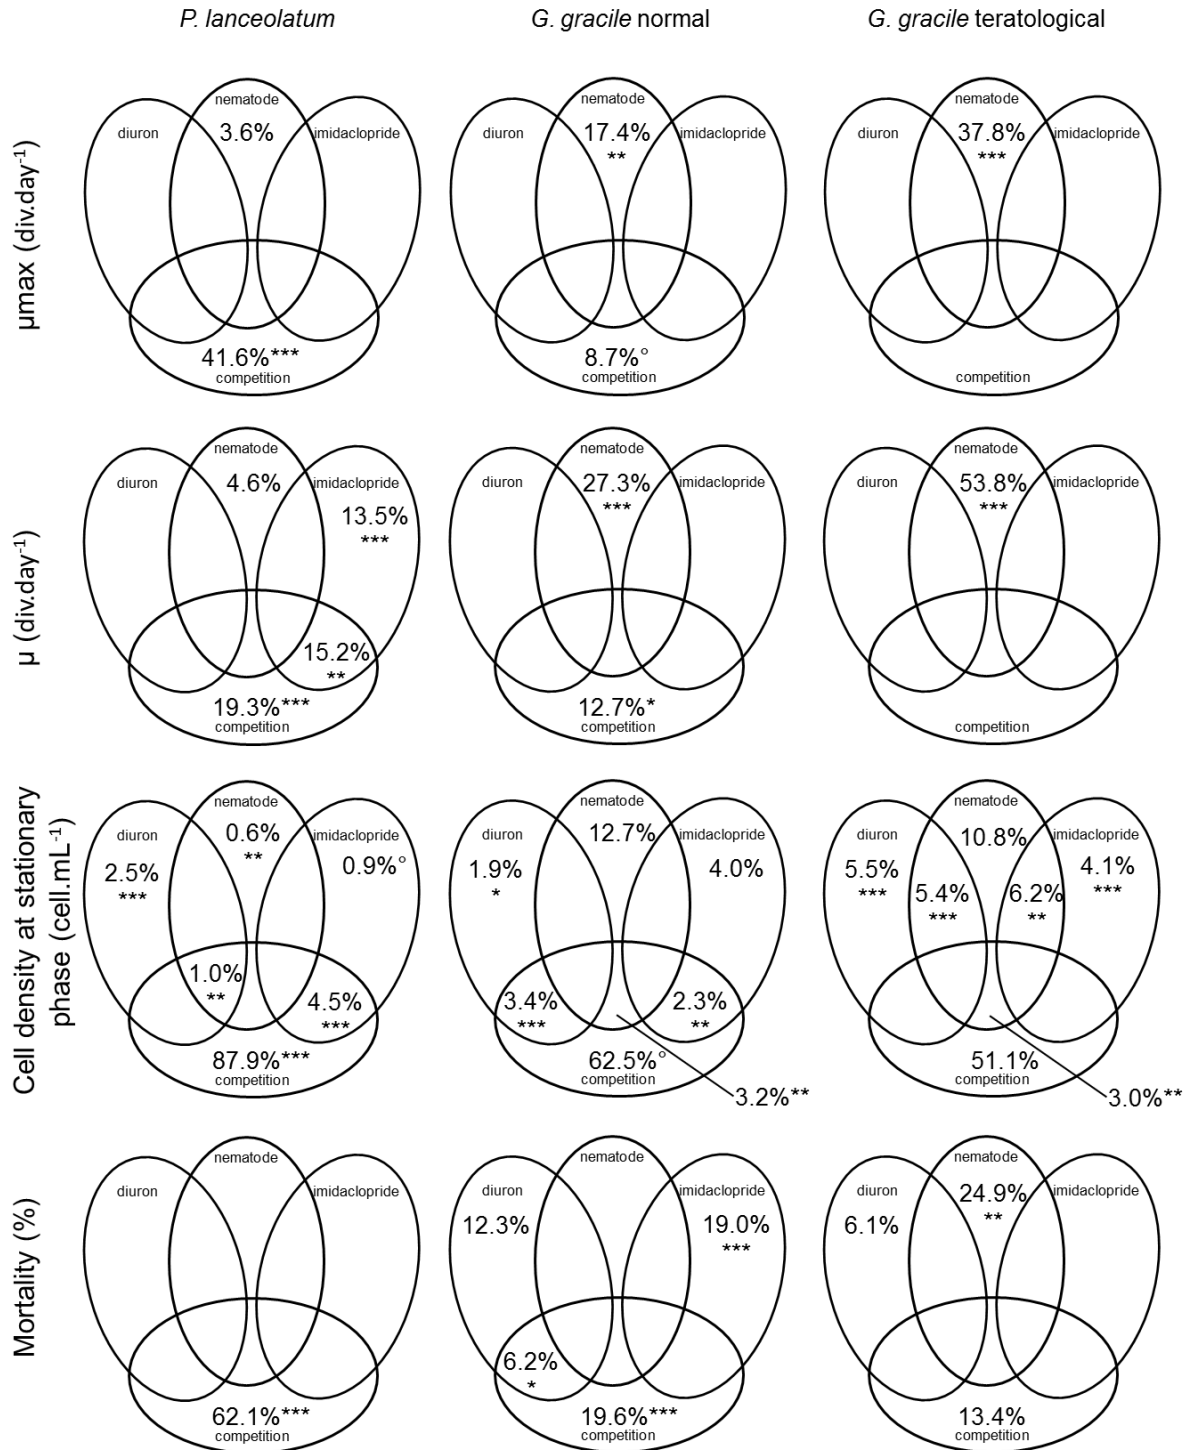 P. lanceolatum
G. gracile normal
G. gracile teratological
µmax (div.day-1)
nematode
diuron
3.6%
imidaclopride
41.6%***
competition
nematode
diuron
17.4%
imidaclopride
**
8.7%°
competition
nematode
diuron
37.8%
imidaclopride
***
competition
µ (div.day-1)
nematode
diuron
4.6%
imidaclopride
13.5%
***
15.2%
**
19.3%***
competition
nematode
diuron
27.3%
imidaclopride
***
12.7%*
competition
nematode
diuron
53.8%
imidaclopride
***
competition
Cell density at stationary
phase (cell.mL-1)
nematode
diuron
0.6%
imidaclopride
**
2.5%
***
0.9%°
1.0%
**
4.5%
***
87.9%***
competition
nematode
diuron
12.7%
imidaclopride
1.9%
*
4.0%
3.4%
***
2.3%
**
62.5%°
competition
3.2%**
nematode
diuron
10.8%
imidaclopride
5.5%
***
5.4%
***
6.2%
**
4.1%
***
51.1%
competition
3.0%**
Mortality (%)
nematode
diuron
imidaclopride
62.1%***
competition
nematode
diuron
imidaclopride
12.3%
19.0%
***
6.2%
*
19.6%***
competition
nematode
diuron
24.9%
imidaclopride
**
6.1%
13.4%
competition